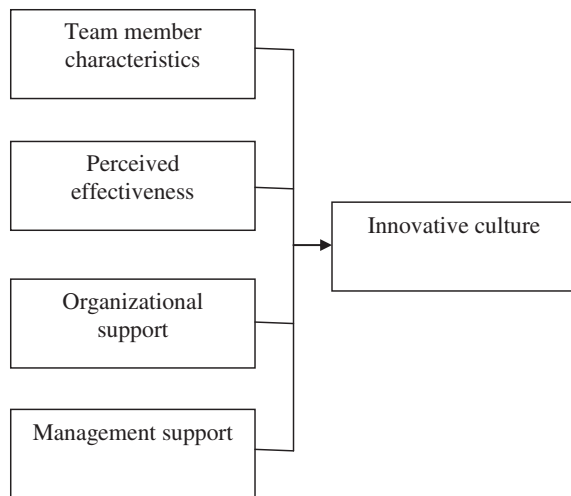 Team member
characteristics
Perceived
effectiveness
Innovative culture
Organizational
support
Management support